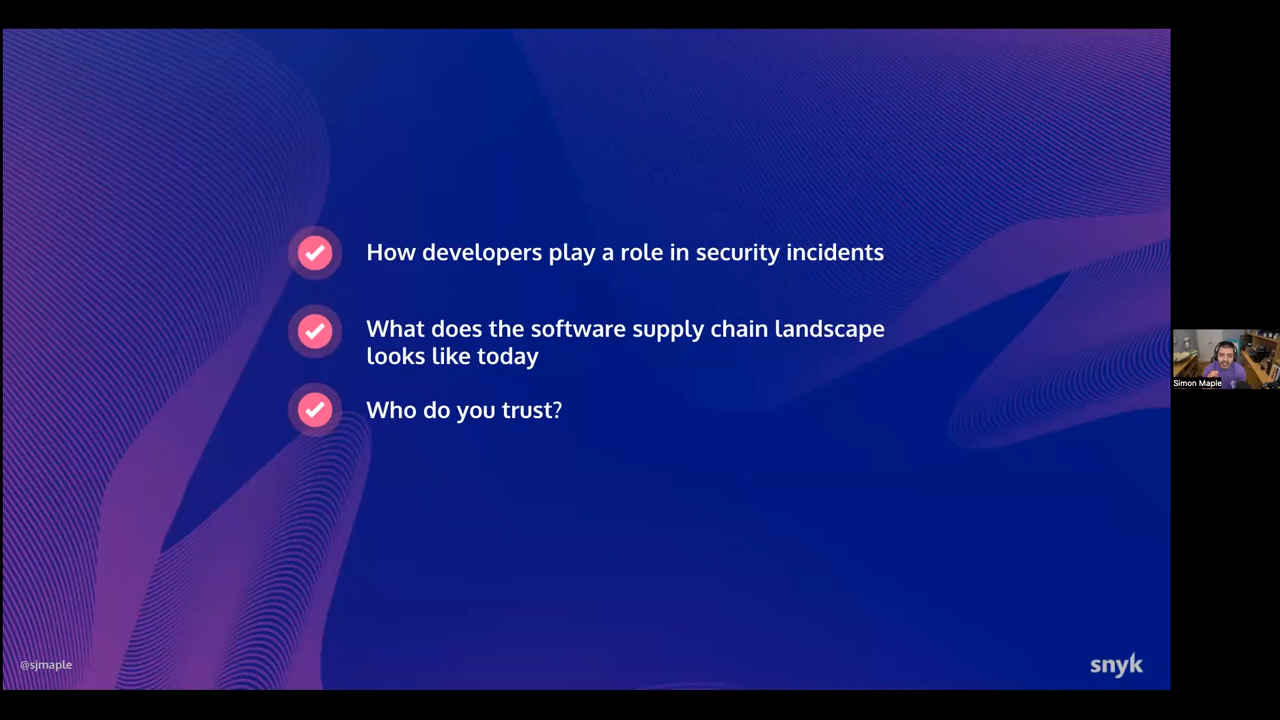 How developers play a role in security incidents
What does the software supply chain landscape
looks like today
Who do you trust?
Simon Maple
@sjmaple
snyk